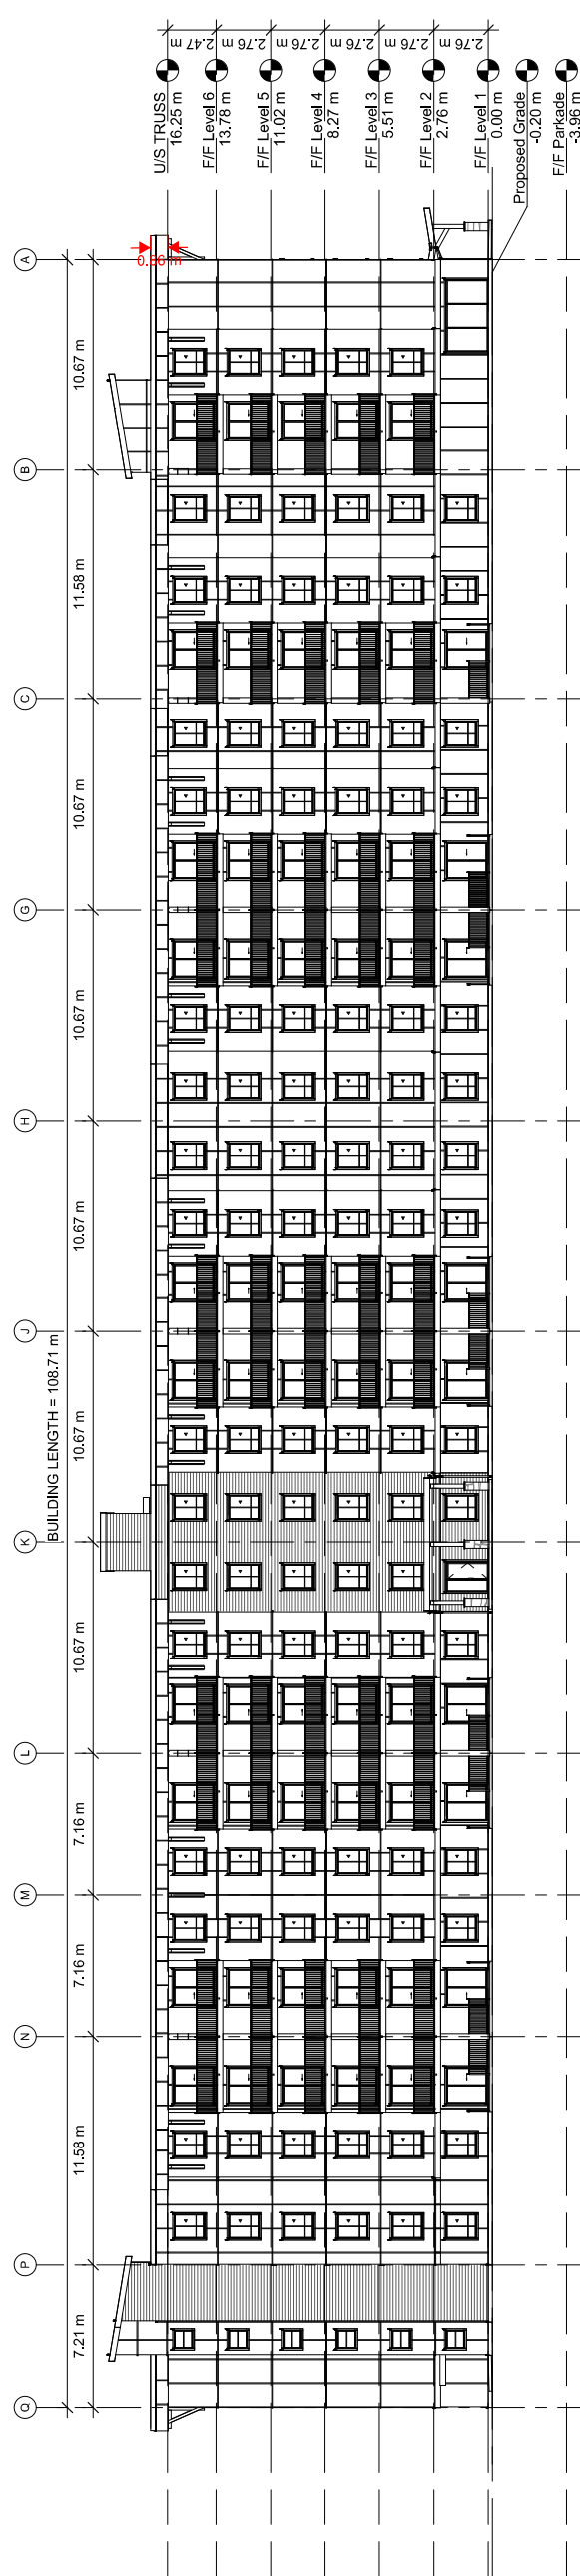 U/S TRUSS
16.25 m
F/F Level 6
13.78 m
F/F Level 5
11.02 m
F/F Level 4
8.27 m
F/F Level 3
5.51 m
F/F Level 2
2.76 m
F/F Level 1
0.00 m
Proposed Grade
-0.20 m
F/F Parkade
-3.96 m
2.47 m
2.76 m
2.76 m
2.76 m
2.76 m
2.76 m
BUILDING LENGTH = 108.71 m
Q
P
N
M
L
K
J
H
G
C
B
A
7.21 m
11.58 m
7.16 m
7.16 m
10.67 m
10.67 m
10.67 m
10.67 m
10.67 m
11.58 m
10.67 m